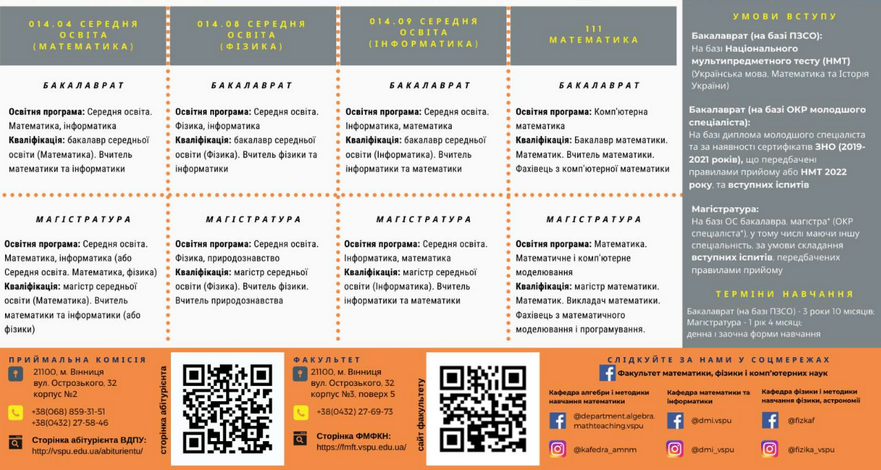 014.04 СЕРЕДНЯ
ОСВІТА
(МАТЕМАТИКА)
БАКАЛАВРАТ
Освітня програма: Середня освіта.
Математика, інформатика
Кваліфікація: бакалавр середньої
освіти (Математика). Вчитель
математики та інформатики
МАГІСТРАТУРА
Освітня програма: Середня освіта.
Математика, інформатика (або
Середня освіта. Математика, фізика)
Кваліфікація: магістр середньої
освіти (Математика). Вчитель
математики та інформатики (або
фізики)
014.08 СЕРЕДНЯ
ОСВІТА
(ФІЗИКА)
БАКАЛАВРАТ
Освітня програма: Середня освіта.
Фізика, інформатика
Кваліфікація: бакалавр середньої
освіти (Фізика). Вчитель фізики та
інформатики
МАГІСТРАТУРА
Освітня програма: Середня освіта.
Фізика, природознавство
Кваліфікація: магістр середньої
освіти (Фізика). Вчитель фізики.
Вчитель природознавства
014.09 СЕРЕДНЯ
ОСВІТА
(ІНФОРМАТИКА)
БАКАЛАВРАТ
Освітня програма: Середня освіта.
Інформатика, математика
Кваліфікація: бакалавр середньої
освіти (Інформатика). Вчитель
інформатики та математики
МАГІСТРАТУРА
Освітня програма: Середня освіта.
Інформатика, математика
Кваліфікація: магістр середньої
освіти (Інформатика). Вчитель
інформатики та математики
111
МАТЕМАТИКА
БАКАЛАВРАТ
Освітня програма: Комп'ютерна
математика
Кваліфікація: Бакалавр математики.
Математик. Вчитель математики.
Фахівець з комп'ютерної математики
МАГІСТРАТУРА
Освітня програма: Математика.
Математичне і комп'ютерне
моделювання
Кваліфікація: магістр математики.
Математик. Викладач математики.
Фахівець з математичного
моделювання і програмування.
УМОВИ ВСТУПУ
Бакалаврат (на базі ПЗСО):
На базі Національного
мультипредметного тесту (НМТ)
(Українська мова. Математика та Історія
України)
Бакалаврат (на базі ОКР молодшого
спеціаліста):
На базі диплома молодшого спеціаліста
та за наявності сертифікатів ЗНО (2019-
2021 років), що передбачені
правилами прийому або НМТ 2022
року, та вступних іспитів
Магістратура:
На базі ОС бакалавра, магістра* (ОКР
спеціаліста*), у тому числі маючи іншу
спеціальність, за умови складання
вступних іспитів, передбачених
правилами прийому
ТЕРМІНИ НАВЧАННЯ
Бакалаврат (на базі ПЗСО) - 3 роки 10 місяців;
Магістратура - 1 рік 4 місяці;
денна і заочна форми навчання
ПРИЙМАЛЬНА КОМІСІЯ
21100, м. Вінниця
вул. Острозького, 32
корпус №2
+38(068) 859-31-51
+38(0432) 27-58-46
Сторінка абітурієнта ВДПУ:
http://vspu.edu.ua/abiturientu/
сторінка абітурієнта
ФАКУЛЬТЕТ
21100, м. Вінниця
вул. Острозького, 32
корпус №3, поверх 5
+38(0432) 27-69-73
Сторінка ФМФКН:
https://fmft.vspu.edu.ua/
сайт факультету
СЛІДКУЙТЕ ЗА НАМИ У СОЦМЕРЕЖАХ
Факультет математики, фізики і комп'ютерних наук
Кафедра алгебри і методики
навчання математики
@department.algebra.
mathteaching.vspu
@kafedra_amnm
Кафедра математики та
інформатики
@dmi.vspu
@dmi_vspu
Кафедра фізики і методики
навчання фізики, астрономії
@fizikaf
@fizika_vspu